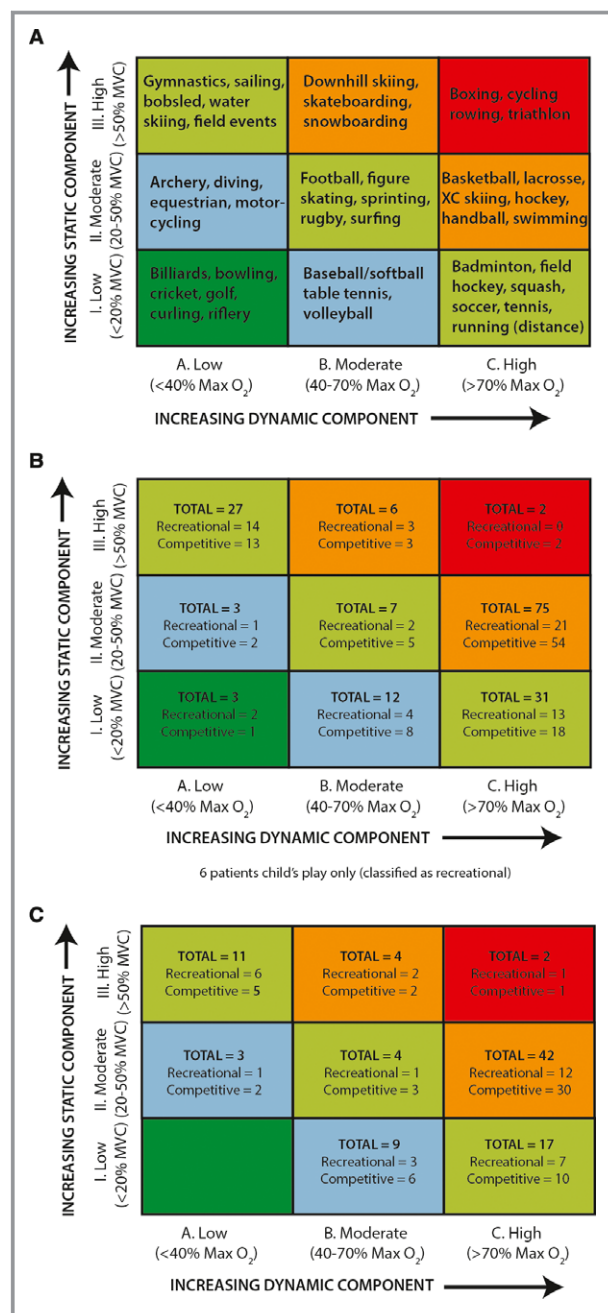 A
INCREASING STATIC COMPONENT
III. High
(>50% MVC)
Gymnastics, sailing,
bobsled, water
skiing, field events
Downhill skiing,
skateboarding,
snowboarding
Boxing, cycling
rowing, triathlon
II. Moderate
(20-50% MVC)
Archery, diving,
equestrian, motor-
cycling
Football, figure
skating, sprinting,
rugby, surfing
Basketball, lacrosse,
XC skiing, hockey,
handball, swimming
I. Low
(<20% MVC)
Billiards, bowling,
cricket, golf,
curling, riflery
Baseball/softball
table tennis,
volleyball
Badminton, field
hockey, squash,
soccer, tennis,
running (distance)
A. Low
(<40% Max O2)
B. Moderate
(40-70% Max O2)
C. High
(>70% Max O2)
INCREASING DYNAMIC COMPONENT
B
INCREASING STATIC COMPONENT
III. High
(>50% MVC)
TOTAL = 27
Recreational = 14
Competitive = 13
TOTAL = 6
Recreational = 3
Competitive = 3
TOTAL = 2
Recreational = 0
Competitive = 2
II. Moderate
(20-50% MVC)
TOTAL = 3
Recreational = 1
Competitive = 2
TOTAL = 7
Recreational = 2
Competitive = 5
TOTAL = 75
Recreational = 21
Competitive = 54
I. Low
(<20% MVC)
TOTAL = 3
Recreational = 2
Competitive = 1
TOTAL = 12
Recreational = 4
Competitive = 8
TOTAL = 31
Recreational = 13
Competitive = 18
A. Low
(<40% Max O2)
B. Moderate
(40-70% Max O2)
C. High
(>70% Max O2)
INCREASING DYNAMIC COMPONENT
6 patients child's play only (classified as recreational)
C
INCREASING STATIC COMPONENT
III. High
(>50% MVC)
TOTAL = 11
Recreational = 6
Competitive = 5
TOTAL = 4
Recreational = 2
Competitive = 2
TOTAL = 2
Recreational = 1
Competitive = 1
II. Moderate
(20-50% MVC)
TOTAL = 3
Recreational = 1
Competitive = 2
TOTAL = 4
Recreational = 1
Competitive = 3
TOTAL = 42
Recreational = 12
Competitive = 30
I. Low
(<20% MVC)
TOTAL = 9
Recreational = 3
Competitive = 6
TOTAL = 17
Recreational = 7
Competitive = 10
A. Low
(<40% Max O2)
B. Moderate
(40-70% Max O2)
C. High
(>70% Max O2)
INCREASING DYNAMIC COMPONENT